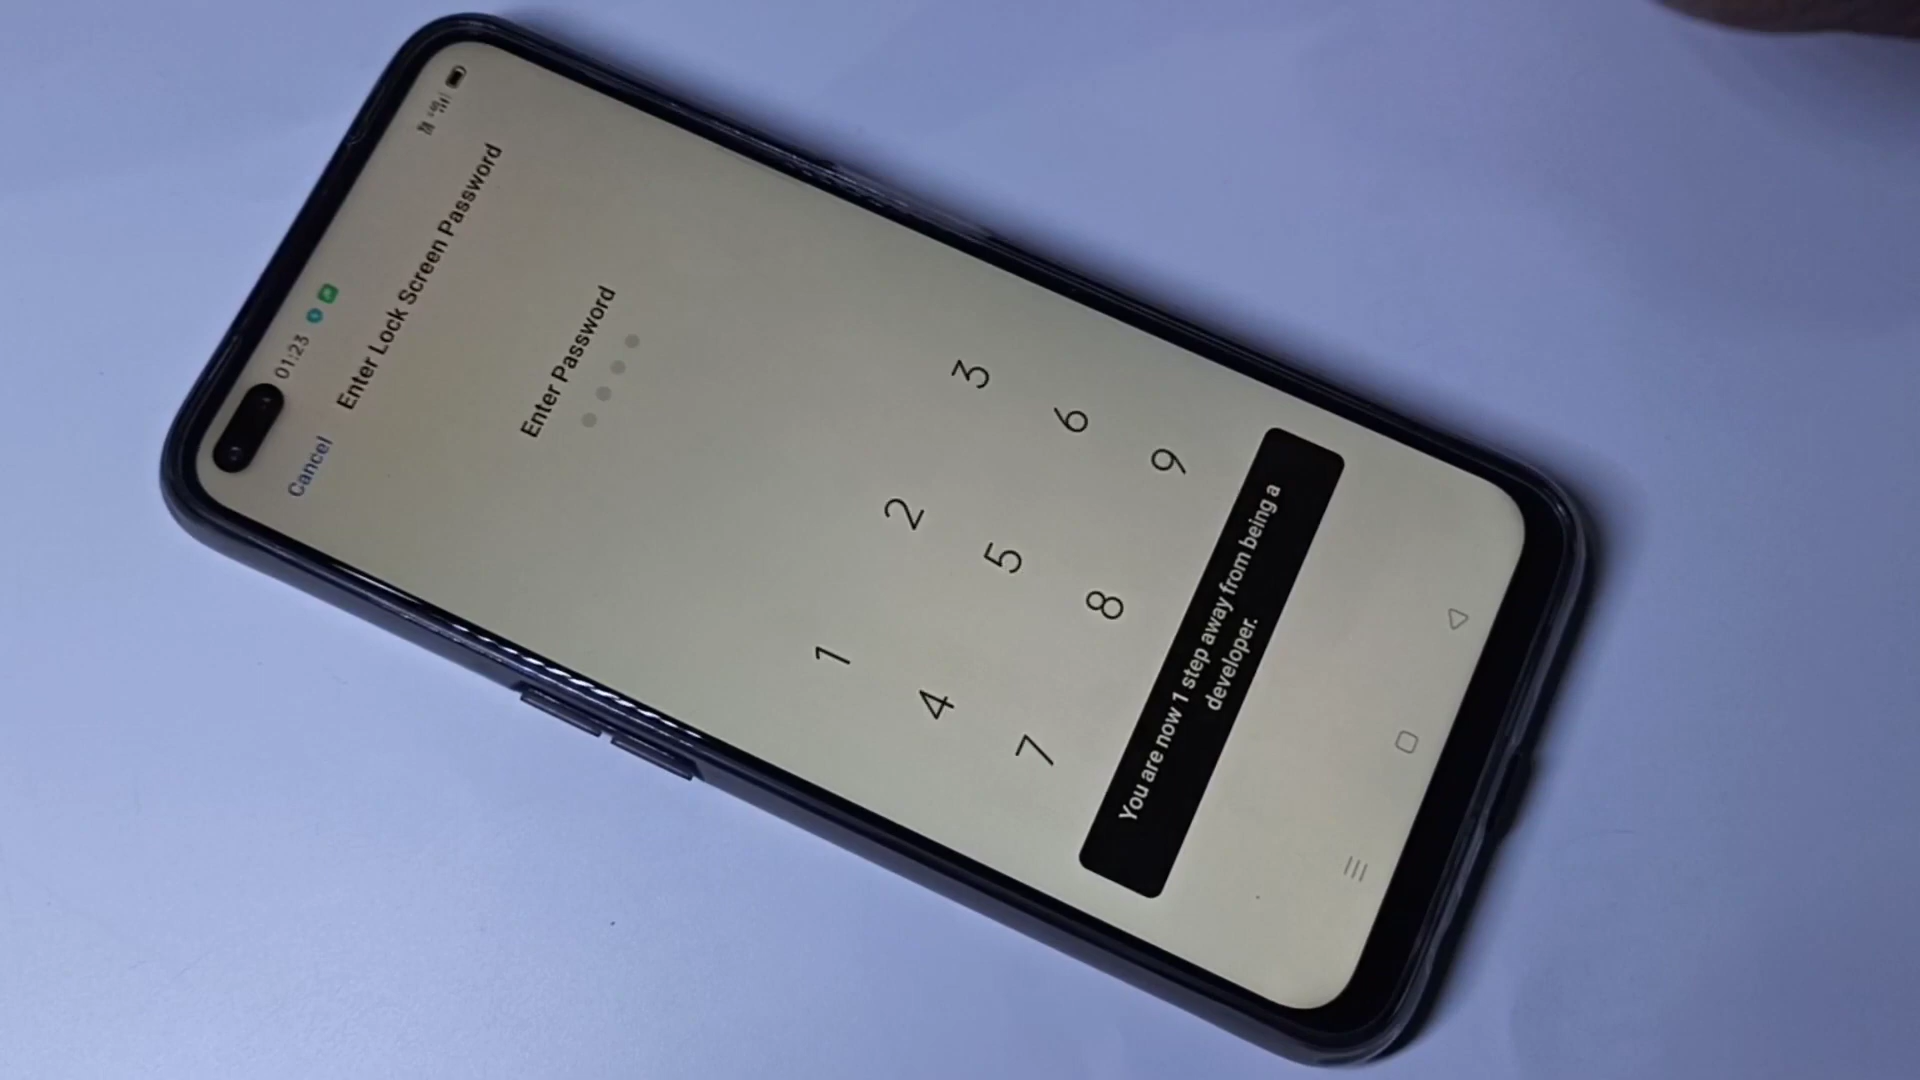 01:23
Cancel
Enter Lock Screen Password
Enter Password
1 2 3
4 5 6
7 8 9
You are now 1 step away from being a
developer.